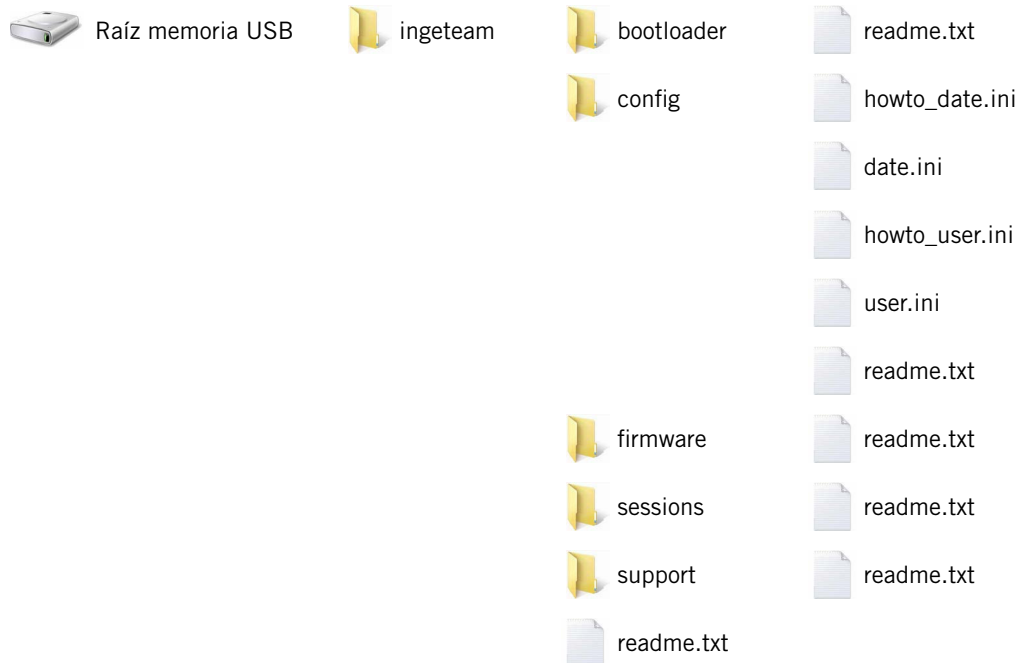 Raíz memoria USB ingeteam bootloader readme.txt
config howto_date.ini
date.ini
howto_user.ini
user.ini
readme.txt
firmware readme.txt
sessions readme.txt
support readme.txt
readme.txt